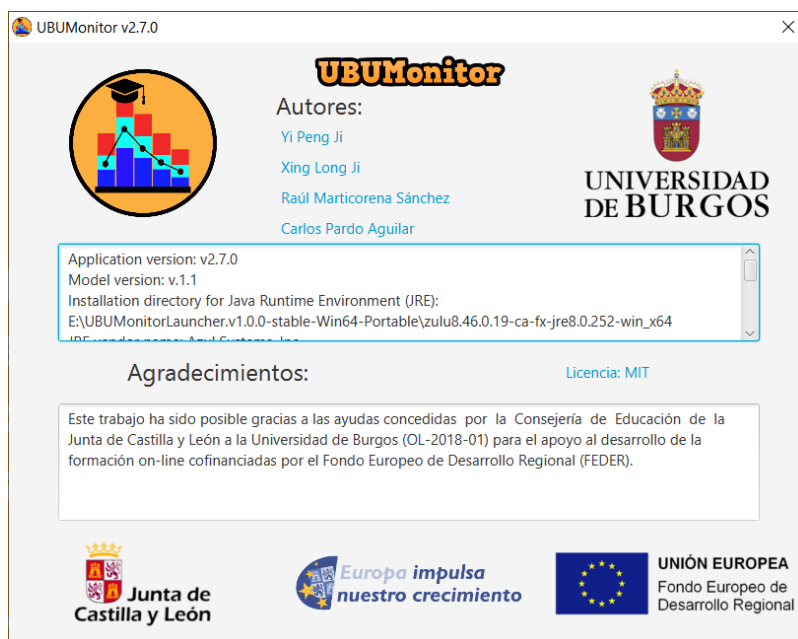 UBUMonitor v2.7.0
UBUMonitor
Autores:
Yi Peng Ji
Xing Long Ji
Raúl Marticorena Sánchez
Carlos Pardo Aguilar
UNIVERSIDAD
DE BURGOS
Application version: v2.7.0
Model version: v.1.1
Installation directory for Java Runtime Environment (JRE):
E:\UBUMonitorLauncher.v1.0.0-stable-Win64-Portable\zulu8.46.0.19-ca-fx-jre8.0.252-win_x64
JRE vendor name: Azul Systems, Inc.
Agradecimientos:
Licencia: MIT
Este trabajo ha sido posible gracias a las ayudas concedidas por la Consejería de Educación de la
Junta de Castilla y León a la Universidad de Burgos (OL-2018-01) para el apoyo al desarrollo de la
formación on-line cofinanciadas por el Fondo Europeo de Desarrollo Regional (FEDER).
Junta de
Castilla y León
Europa impulsa
nuestro crecimiento
UNIÓN EUROPEA
Fondo Europeo de
Desarrollo Regional